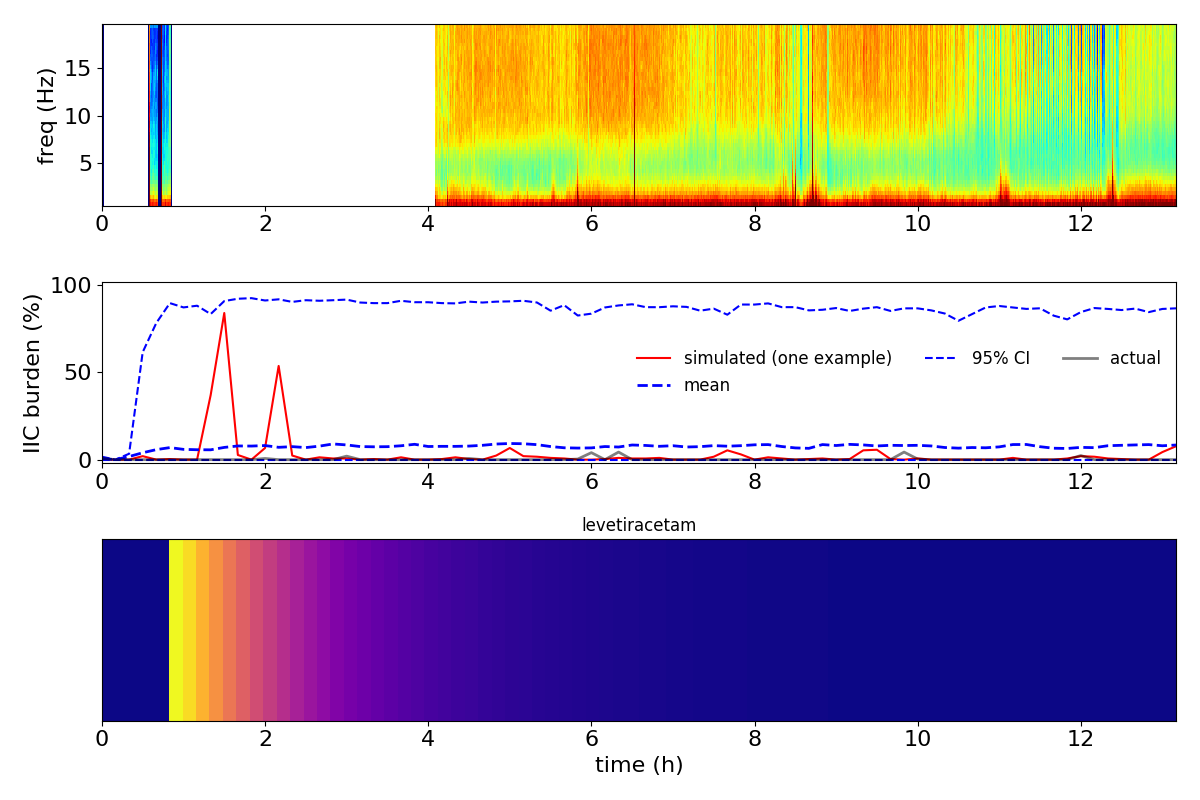 freq (Hz)
15
10
5
0 2 4 6 8 10 12
IIC burden (%)
100
50
0
simulated (one example) 95% CI actual
mean
0 2 4 6 8 10 12
levetiracetam
0 2 4 6 8 10 12
time (h)